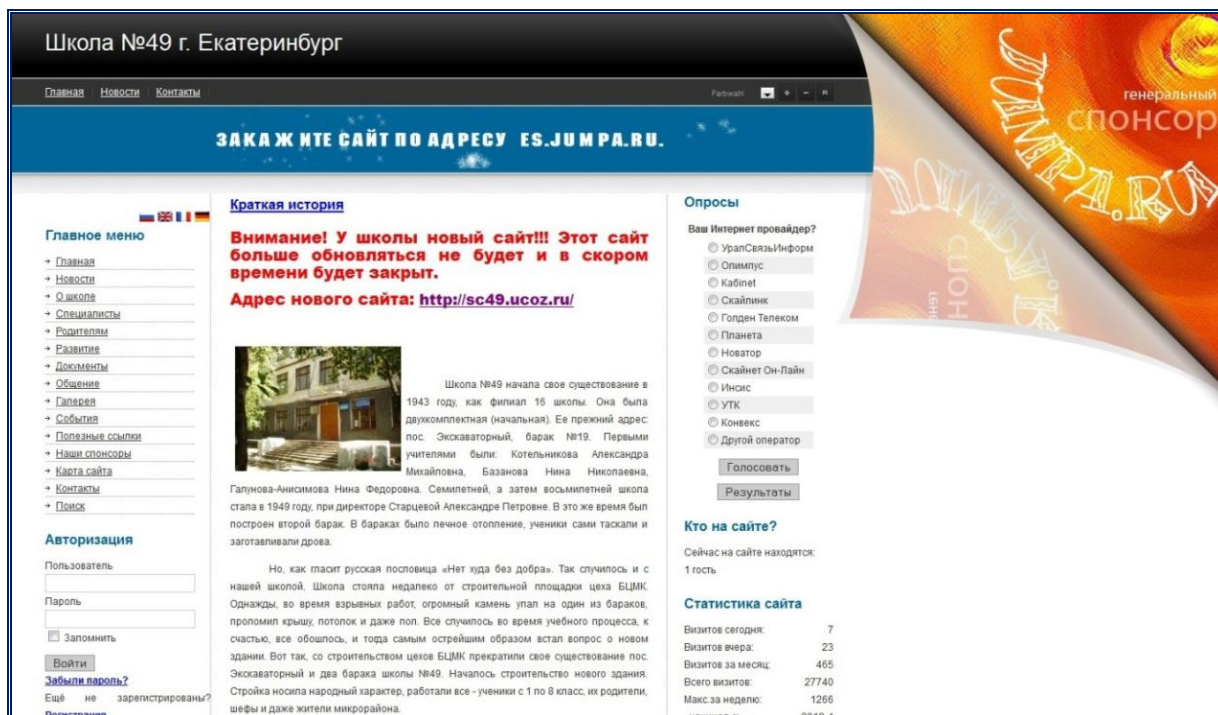 Школа №49 г. Екатеринбург
Главная Новости Контакты
Farbwahl + – R
ЗАКАЖИТЕ САЙТ ПО АДРЕСУ ES.JUMPA.RU.
генеральный
СПОНСОР
JUMPA.RU
Главное меню
Главная
Новости
О школе
Специалисты
Родителям
Развитие
Документы
Общение
Галерея
События
Полезные ссылки
Наши спонсоры
Карта сайта
Контакты
Поиск
Авторизация
Пользователь
Пароль
Запомнить
Войти
Забыли пароль?
Ещё не зарегистрированы?
Регистрация
Краткая история
Внимание! У школы новый сайт!!! Этот сайт
больше обновляться не будет и в скором
времени будет закрыт.
Адрес нового сайта: http://sc49.ucoz.ru/
Школа №49 начала свое существование в
1943 году, как филиал 16 школы. Она была
двухкомплектная (начальная). Ее прежний адрес:
пос. Экскаваторный, барак №19. Первыми
учителями были: Котельникова Александра
Михайловна, Базанова Нина Николаевна,
Галунова-Анисимова Нина Федоровна. Семилетней, а затем восьмилетней школа
стала в 1949 году, при директоре Старцевой Александре Петровне. В это же время был
построен второй барак. В бараках было печное отопление, ученики сами таскали и
заготавливали дрова.
Но, как гласит русская пословица «Нет худа без добра». Так случилось и с
нашей школой. Школа стояла недалеко от строительной площадки цеха БЦМК.
Однажды, во время взрывных работ, огромный камень упал на один из бараков,
проломил крышу, потолок и даже пол. Все случилось во время учебного процесса, к
счастью, все обошлось, и тогда самым острейшим образом встал вопрос о новом
здании. Вот так, со строительством цехов БЦМК прекратили свое существование пос.
Экскаваторный и два барака школы №49. Началось строительство нового здания.
Стройка носила народный характер, работали все - ученики с 1 по 8 класс, их родители,
шефы и даже жители микрорайона.
Опросы
Ваш Интернет провайдер?
УралСвязьИнформ
Олимпус
Кабinet
Скайлинк
Голден Телеком
Планета
Новатор
Скайнет Он-Лайн
Инсис
УТК
Конвекс
Другой оператор
Голосовать
Результаты
Кто на сайте?
Сейчас на сайте находятся:
1 гость
Статистика сайта
Визитов сегодня: 7
Визитов вчера: 23
Визитов за месяц: 465
Всего визитов: 27740
Макс.за неделю: 1266